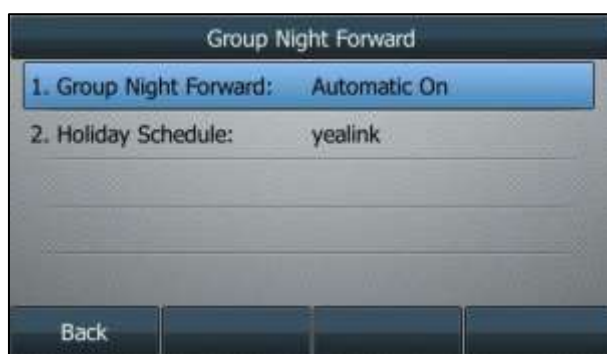 Group Night Forward
1. Group Night Forward: Automatic On
2. Holiday Schedule: yealink
Back